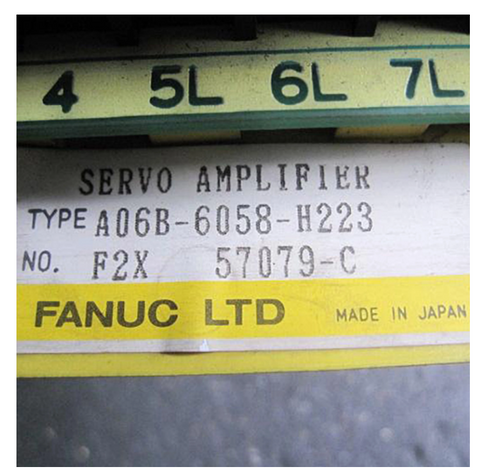 4 5L 6L 7L
SERVO AMPLIFIER
TYPE A06B-6058-H223
NO. F2X 57079-C
FANUC LTD MADE IN JAPAN